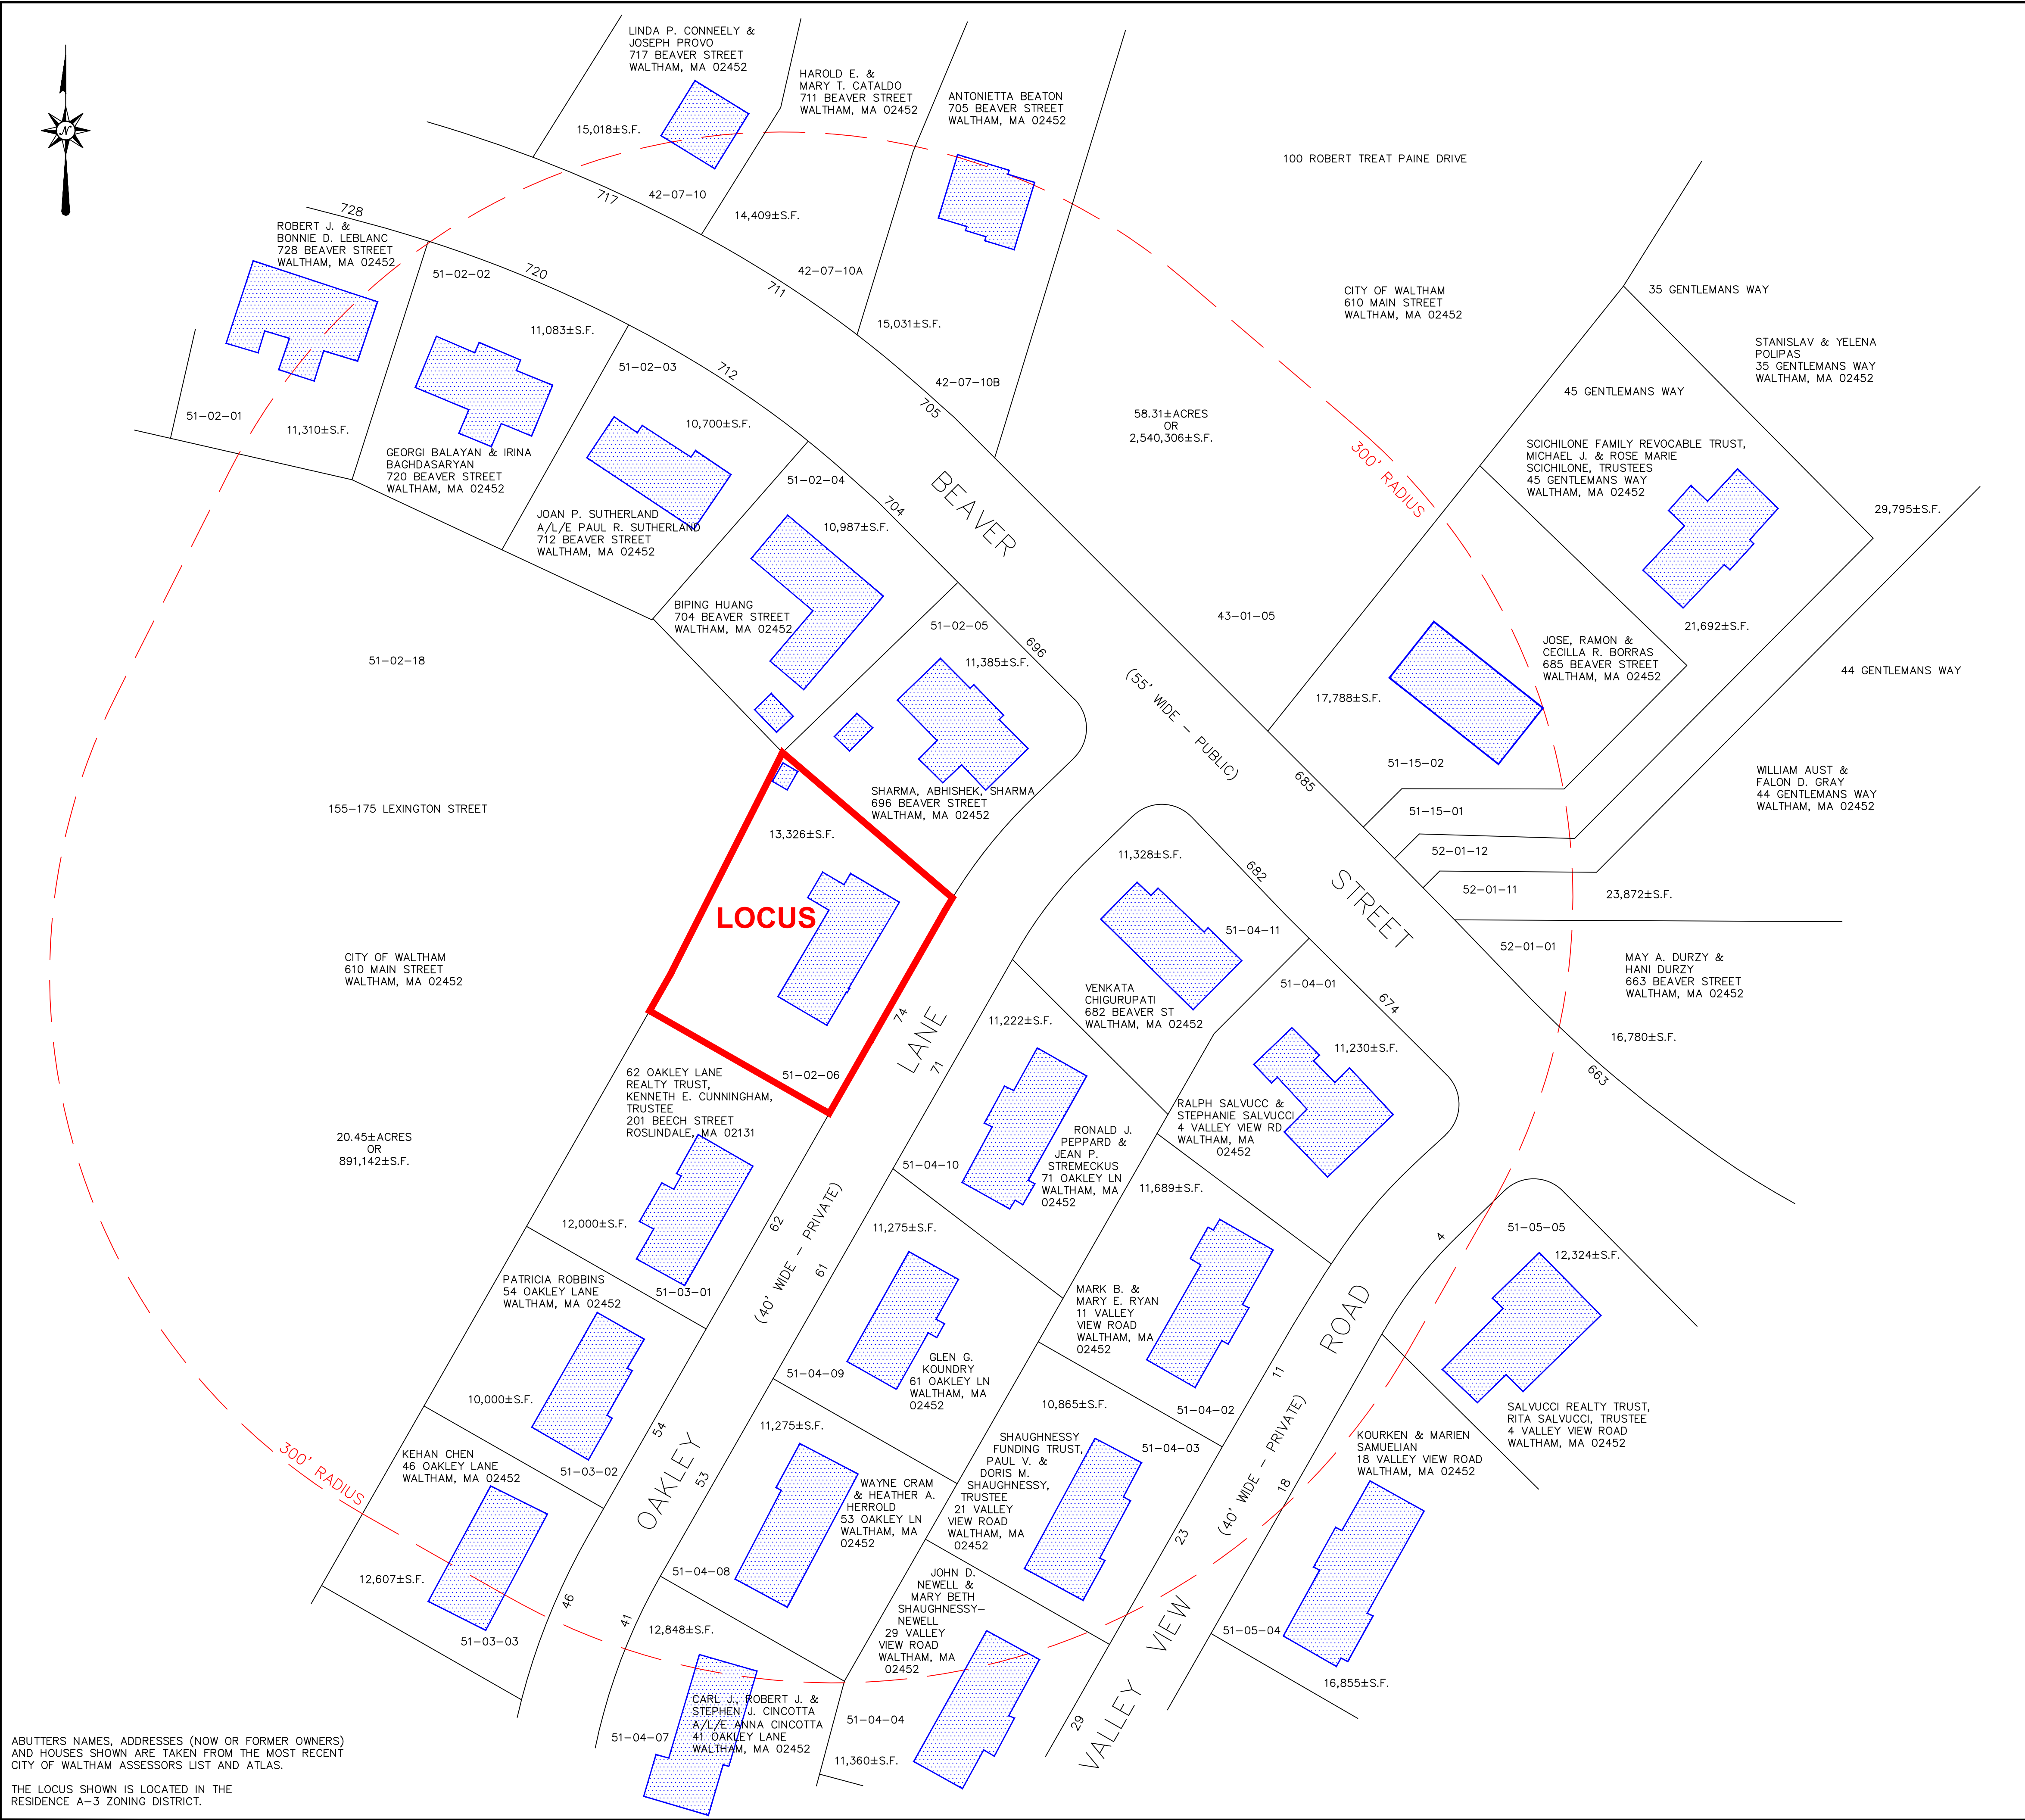 LINDA P. CONNEELY &
JOSEPH PROVO
717 BEAVER STREET
WALTHAM, MA 02452
15,018±S.F.
42-07-10
717
HAROLD E. &
MARY T. CATALDO
711 BEAVER STREET
WALTHAM, MA 02452
14,409±S.F.
42-07-10A
711
ANTONIETTA BEATON
705 BEAVER STREET
WALTHAM, MA 02452
15,031±S.F.
42-07-10B
705
100 ROBERT TREAT PAINE DRIVE
CITY OF WALTHAM
610 MAIN STREET
WALTHAM, MA 02452
58.31±ACRES
OR
2,540,306±S.F.
43-01-05
300' RADIUS
35 GENTLEMANS WAY
STANISLAV & YELENA
POLIPAS
35 GENTLEMANS WAY
WALTHAM, MA 02452
29,795±S.F.
45 GENTLEMANS WAY
SCICHILONE FAMILY REVOCABLE TRUST,
MICHAEL J. & ROSE MARIE
SCICHILONE, TRUSTEES
45 GENTLEMANS WAY
WALTHAM, MA 02452
21,692±S.F.
JOSE, RAMON &
CECILLA R. BORRAS
685 BEAVER STREET
WALTHAM, MA 02452
17,788±S.F.
51-15-02
685
51-15-01
52-01-12
52-01-11
44 GENTLEMANS WAY
WILLIAM AUST &
FALON D. GRAY
44 GENTLEMANS WAY
WALTHAM, MA 02452
23,872±S.F.
52-01-01
MAY A. DURZY &
HANI DURZY
663 BEAVER STREET
WALTHAM, MA 02452
16,780±S.F.
663
N
728
ROBERT J. &
BONNIE D. LEBLANC
728 BEAVER STREET
WALTHAM, MA 02452
51-02-01
11,310±S.F.
51-02-02
720
11,083±S.F.
GEORGI BALAYAN & IRINA
BAGHDASARYAN
720 BEAVER STREET
WALTHAM, MA 02452
51-02-03
712
10,700±S.F.
JOAN P. SUTHERLAND
A/L/E PAUL R. SUTHERLAND
712 BEAVER STREET
WALTHAM, MA 02452
51-02-04
704
10,987±S.F.
BIPING HUANG
704 BEAVER STREET
WALTHAM, MA 02452
51-02-05
696
11,385±S.F.
SHARMA, ABHISHEK, SHARMA
696 BEAVER STREET
WALTHAM, MA 02452
BEAVER
(55' WIDE - PUBLIC)
STREET
51-02-18
155-175 LEXINGTON STREET
CITY OF WALTHAM
610 MAIN STREET
WALTHAM, MA 02452
20.45±ACRES
OR
891,142±S.F.
13,326±S.F.
LOCUS
51-02-06
74
LANE
(40' WIDE - PRIVATE)
OAKLEY
62 OAKLEY LANE
REALTY TRUST,
KENNETH E. CUNNINGHAM,
TRUSTEE
201 BEECH STREET
ROSLINDALE, MA 02131
12,000±S.F.
51-03-01
62
PATRICIA ROBBINS
54 OAKLEY LANE
WALTHAM, MA 02452
10,000±S.F.
51-03-02
54
KEHAN CHEN
46 OAKLEY LANE
WALTHAM, MA 02452
12,607±S.F.
51-03-03
46
300' RADIUS
11,328±S.F.
682
51-04-11
VENKATA
CHIGURUPATI
682 BEAVER ST
WALTHAM, MA 02452
51-04-01
674
11,230±S.F.
RALPH SALVUCC &
STEPHANIE SALVUCCI
4 VALLEY VIEW RD
WALTHAM, MA
02452
71
11,222±S.F.
51-04-10
RONALD J.
PEPPARD &
JEAN P.
STREMECKUS
71 OAKLEY LN
WALTHAM, MA
02452
61
11,275±S.F.
51-04-09
GLEN G.
KOUNDRY
61 OAKLEY LN
WALTHAM, MA
02452
53
11,275±S.F.
51-04-08
WAYNE CRAM
& HEATHER A.
HERROLD
53 OAKLEY LN
WALTHAM, MA
02452
41
12,848±S.F.
51-04-07
CARL J., ROBERT J. &
STEPHEN J. CINCOTTA
A/L/E ANNA CINCOTTA
41 OAKLEY LANE
WALTHAM, MA 02452
11,689±S.F.
MARK B. &
MARY E. RYAN
11 VALLEY
VIEW ROAD
WALTHAM, MA
02452
51-04-02
11
10,865±S.F.
51-04-03
SHAUGHNESSY
FUNDING TRUST,
PAUL V. &
DORIS M.
SHAUGHNESSY,
TRUSTEE
21 VALLEY
VIEW ROAD
WALTHAM, MA
02452
23
JOHN D.
NEWELL &
MARY BETH
SHAUGHNESSY-
NEWELL
29 VALLEY
VIEW ROAD
WALTHAM, MA
02452
51-04-04
11,360±S.F.
29
VALLEY VIEW
(40' WIDE - PRIVATE)
ROAD
4
51-05-05
12,324±S.F.
SALVUCCI REALTY TRUST,
RITA SALVUCCI, TRUSTEE
4 VALLEY VIEW ROAD
WALTHAM, MA 02452
KOURKEN & MARIEN
SAMUELIAN
18 VALLEY VIEW ROAD
WALTHAM, MA 02452
18
51-05-04
16,855±S.F.
ABUTTERS NAMES, ADDRESSES (NOW OR FORMER OWNERS)
AND HOUSES SHOWN ARE TAKEN FROM THE MOST RECENT
CITY OF WALTHAM ASSESSORS LIST AND ATLAS.
THE LOCUS SHOWN IS LOCATED IN THE
RESIDENCE A-3 ZONING DISTRICT.